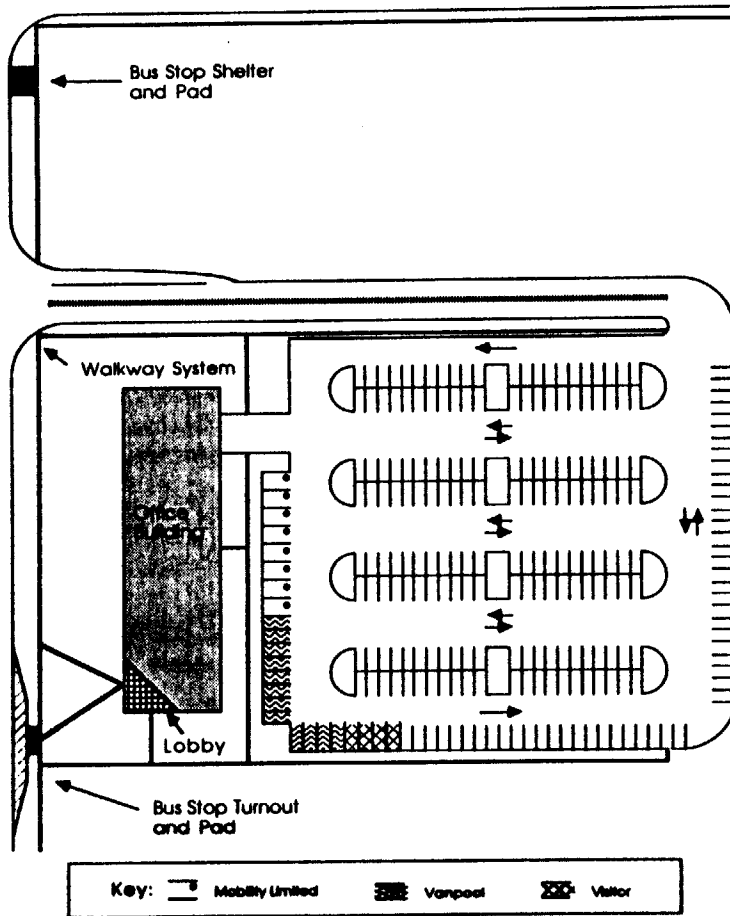 Bus Stop Shelter
and Pad
Walkway System
Office
Building
Lobby
Bus Stop Turnout
and Pad
Key: Mobility Limited Vanpool Visitor